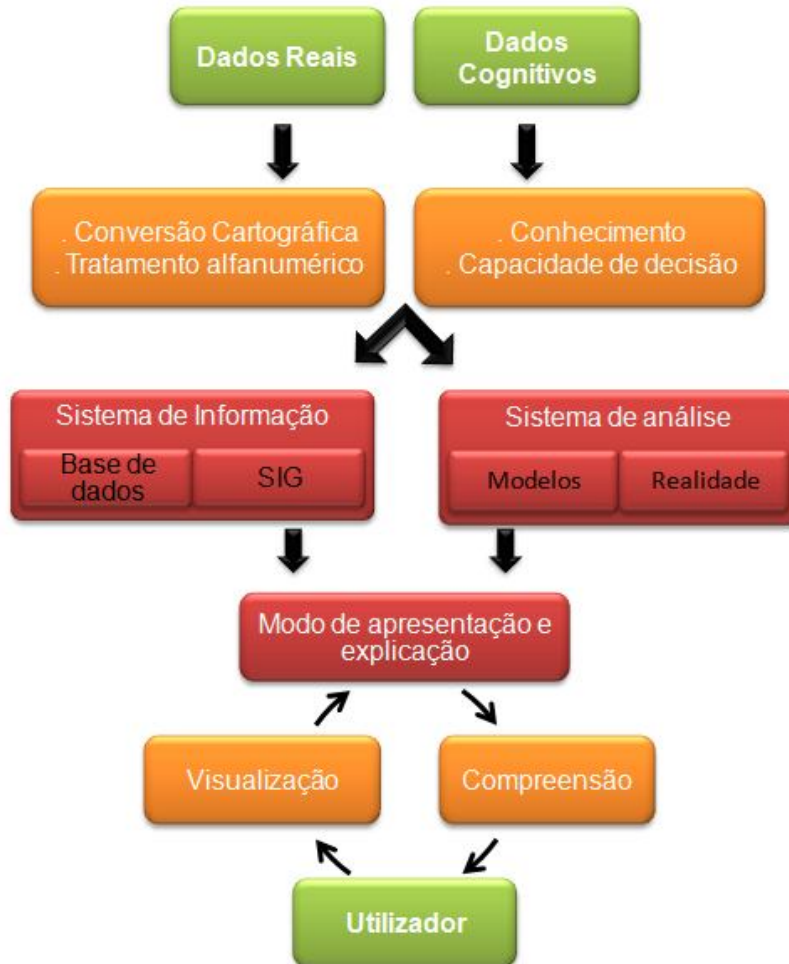 Dados Reais
Dados
Cognitivos
. Conversão Cartográfica
. Tratamento alfanumérico
. Conhecimento
. Capacidade de decisão
Sistema de Informação
Base de
dados
SIG
Sistema de análise
Modelos
Realidade
Modo de apresentação e
explicação
Visualização
Compreensão
Utilizador